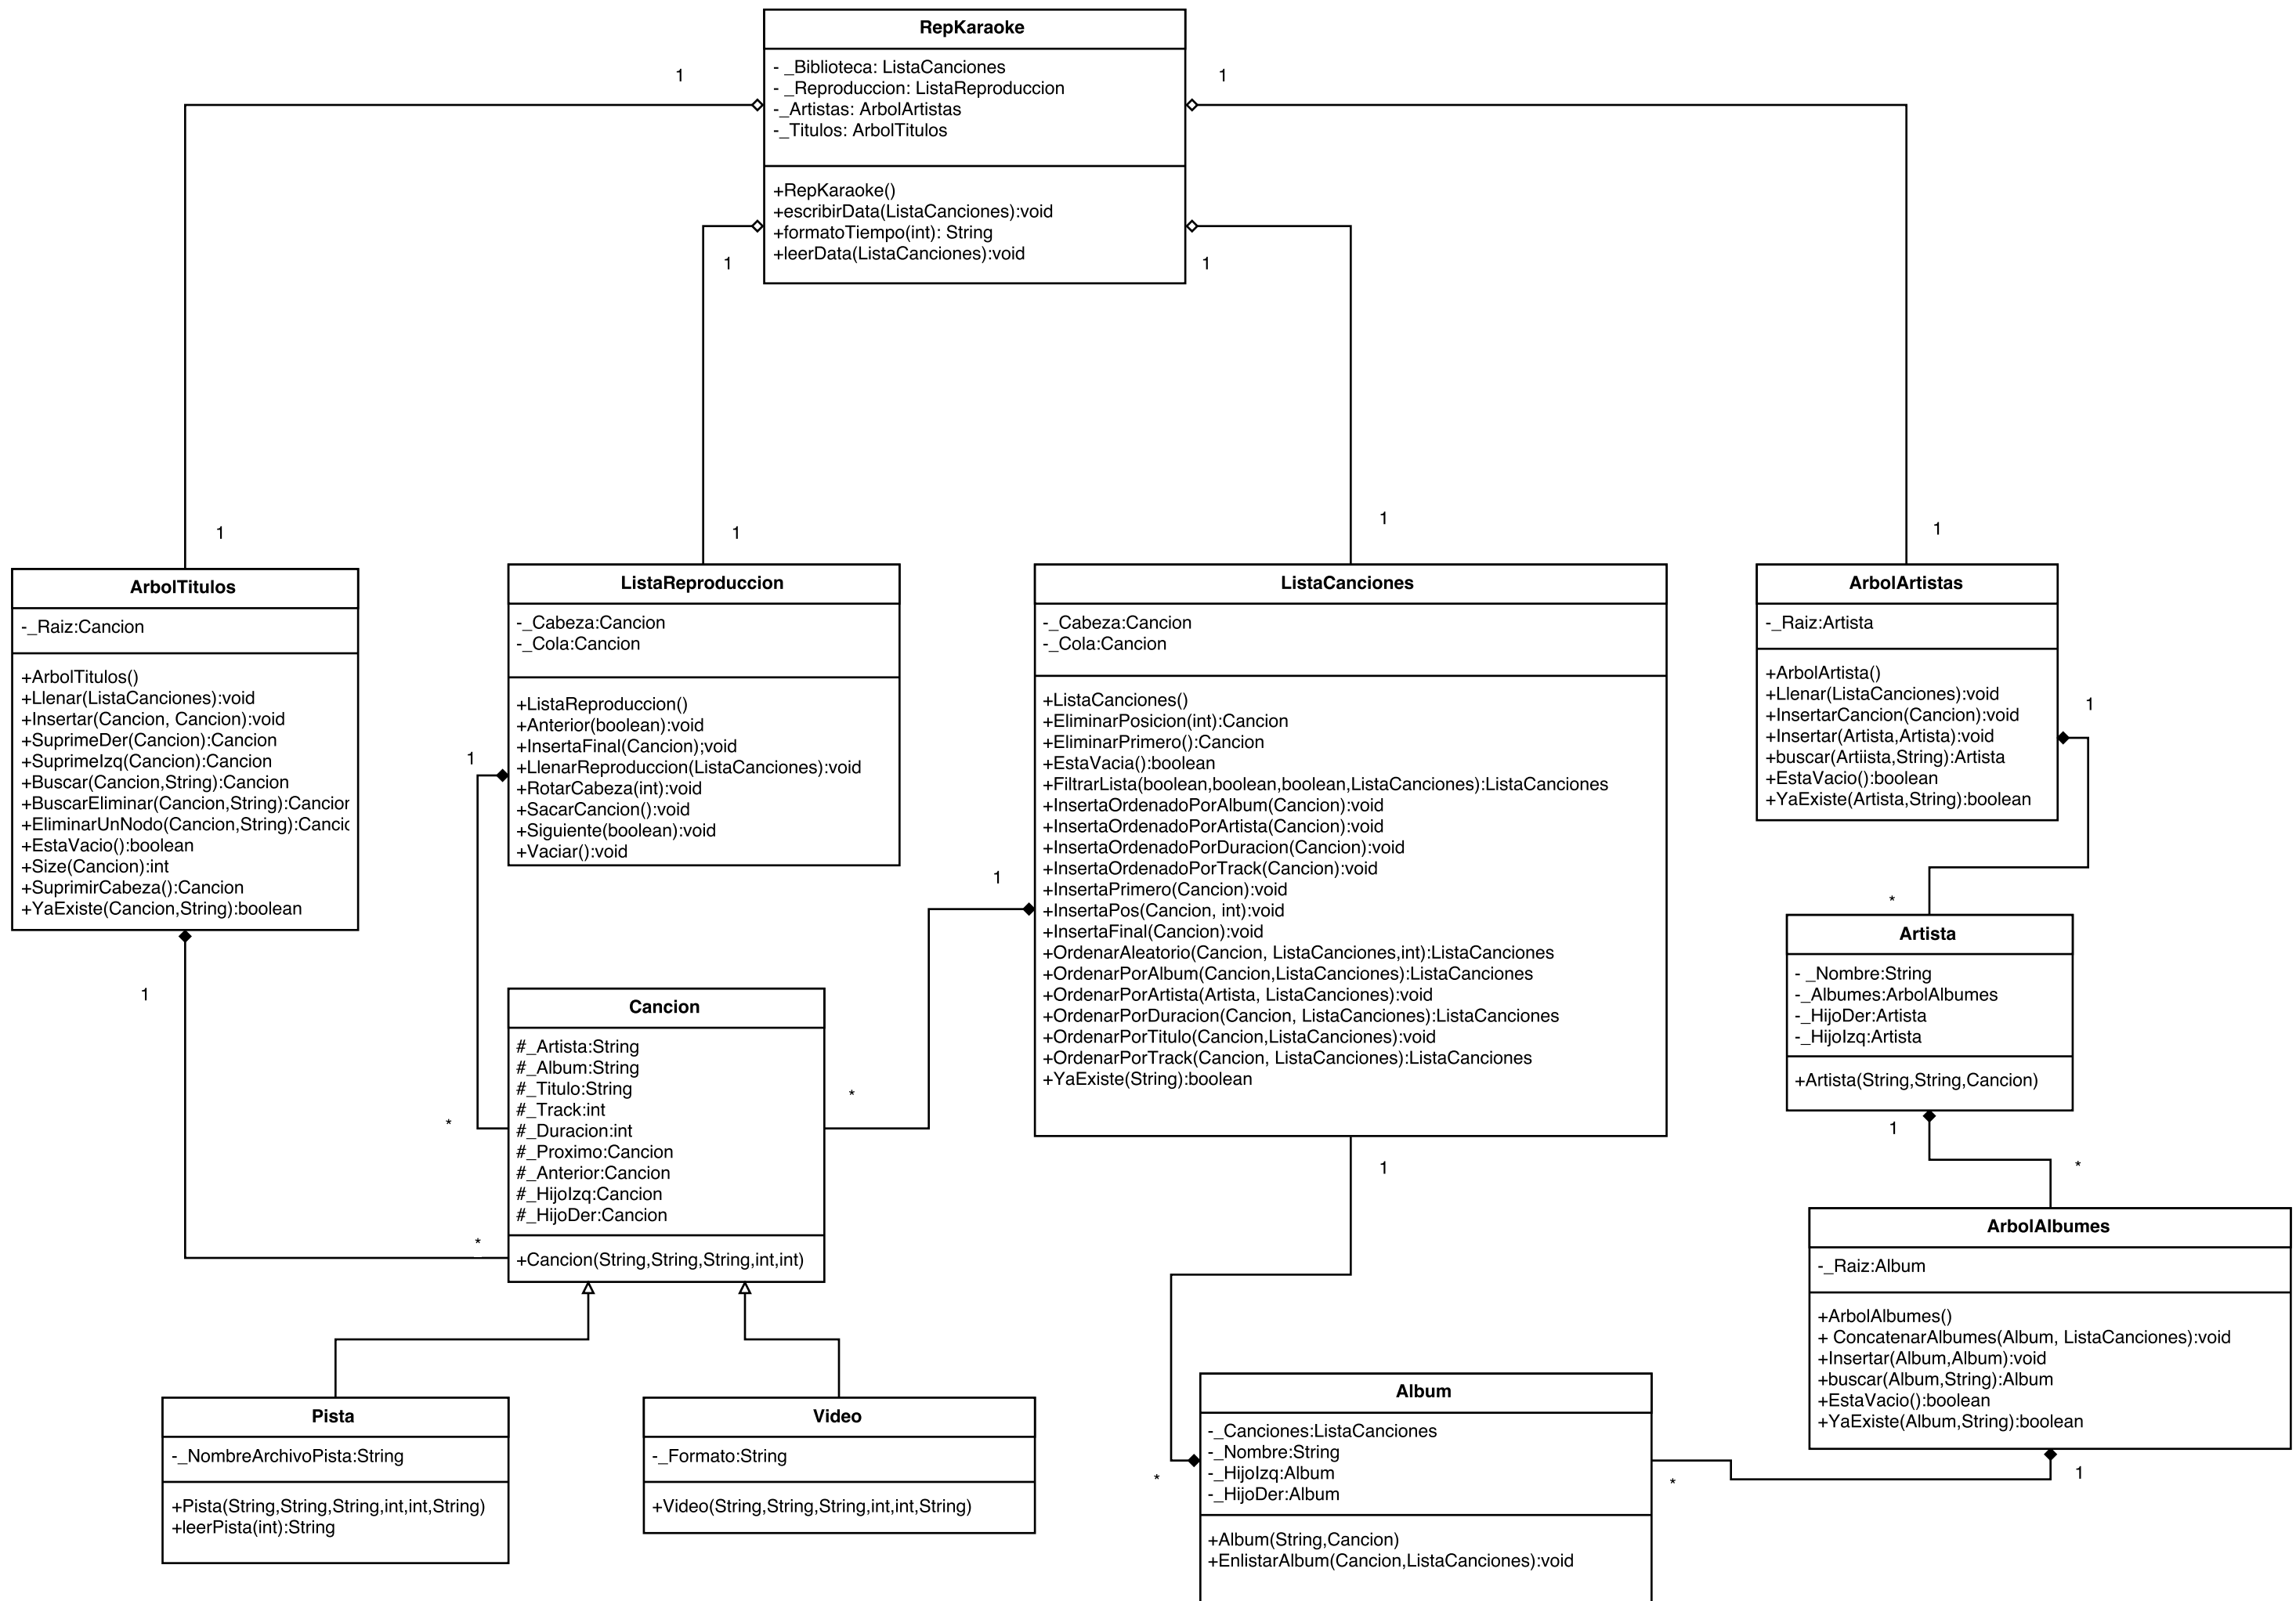 RepKaraoke
- _Biblioteca: ListaCanciones
- _Reproduccion: ListaReproduccion
-_Artistas: ArbolArtistas
-_Titulos: ArbolTitulos
+RepKaraoke()
+escribirData(ListaCanciones):void
+formatoTiempo(int): String
+leerData(ListaCanciones):void
1
1
1
1
1
1
1
1
ArbolTitulos
-_Raiz:Cancion
+ArbolTitulos()
+Llenar(ListaCanciones):void
+Insertar(Cancion, Cancion):void
+SuprimeDer(Cancion):Cancion
+SuprimeIzq(Cancion):Cancion
+Buscar(Cancion,String):Cancion
+BuscarEliminar(Cancion,String):Cancion
+EliminarUnNodo(Cancion,String):Cancic
+EstaVacio():boolean
+Size(Cancion):int
+SuprimirCabeza():Cancion
+YaExiste(Cancion,String):boolean
1
*
ListaReproduccion
-_Cabeza:Cancion
-_Cola:Cancion
+ListaReproduccion()
+Anterior(boolean):void
+InsertaFinal(Cancion);void
+LlenarReproduccion(ListaCanciones):void
+RotarCabeza(int):void
+SacarCancion():void
+Siguiente(boolean):void
+Vaciar():void
1
*
ListaCanciones
-_Cabeza:Cancion
-_Cola:Cancion
+ListaCanciones()
+EliminarPosicion(int):Cancion
+EliminarPrimero():Cancion
+EstaVacia():boolean
+FiltrarLista(boolean,boolean,boolean,ListaCanciones):ListaCanciones
+InsertaOrdenadoPorAlbum(Cancion):void
+InsertaOrdenadoPorArtista(Cancion):void
+InsertaOrdenadoPorDuracion(Cancion):void
+InsertaOrdenadoPorTrack(Cancion):void
+InsertaPrimero(Cancion):void
+InsertaPos(Cancion, int):void
+InsertaFinal(Cancion):void
+OrdenarAleatorio(Cancion, ListaCanciones,int):ListaCanciones
+OrdenarPorAlbum(Cancion,ListaCanciones):ListaCanciones
+OrdenarPorArtista(Artista, ListaCanciones):void
+OrdenarPorDuracion(Cancion, ListaCanciones):ListaCanciones
+OrdenarPorTitulo(Cancion,ListaCanciones):void
+OrdenarPorTrack(Cancion, ListaCanciones):ListaCanciones
+YaExiste(String):boolean
1
*
1
*
ArbolArtistas
-_Raiz:Artista
+ArbolArtista()
+Llenar(ListaCanciones):void
+InsertarCancion(Cancion):void
+Insertar(Artista,Artista):void
+buscar(Artiista,String):Artista
+EstaVacio():boolean
+YaExiste(Artista,String):boolean
1
*
Artista
- _Nombre:String
-_Albumes:ArbolAlbumes
-_HijoDer:Artista
-_HijoIzq:Artista
+Artista(String,String,Cancion)
1
*
Cancion
#_Artista:String
#_Album:String
#_Titulo:String
#_Track:int
#_Duracion:int
#_Proximo:Cancion
#_Anterior:Cancion
#_HijoIzq:Cancion
#_HijoDer:Cancion
+Cancion(String,String,String,int,int)
ArbolAlbumes
-_Raiz:Album
+ArbolAlbumes()
+ ConcatenarAlbumes(Album, ListaCanciones):void
+Insertar(Album,Album):void
+buscar(Album,String):Album
+EstaVacio():boolean
+YaExiste(Album,String):boolean
1
*
Pista
-_NombreArchivoPista:String
+Pista(String,String,String,int,int,String)
+leerPista(int):String
Video
-_Formato:String
+Video(String,String,String,int,int,String)
Album
-_Canciones:ListaCanciones
-_Nombre:String
-_HijoIzq:Album
-_HijoDer:Album
+Album(String,Cancion)
+EnlistarAlbum(Cancion,ListaCanciones):void